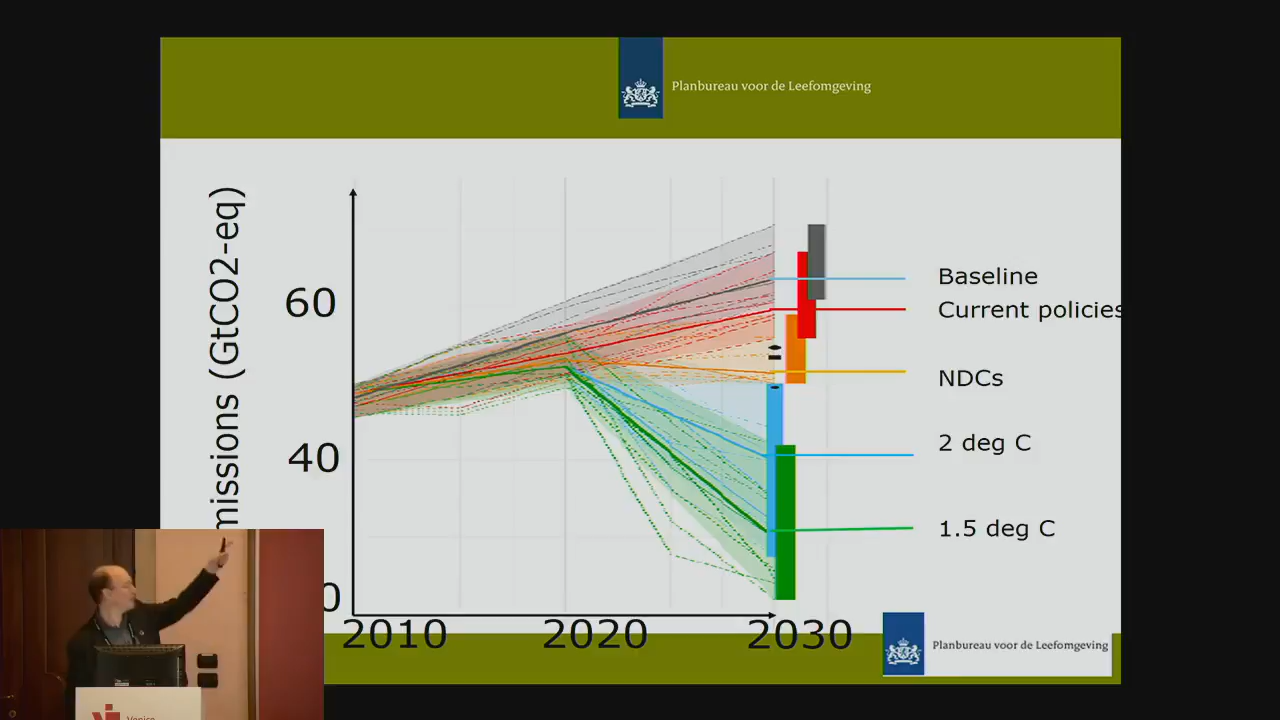 Planbureau voor de Leefomgeving
missions (GtCO2-eq)
60
40
0
2010
2020
2030
Baseline
Current policies
NDCs
2 deg C
1.5 deg C
Planbureau voor de Leefomgeving
Venice